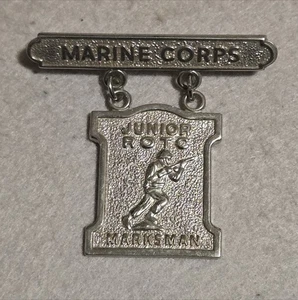 MARINE CORPS
JUNIOR
ROTC
MARKSMAN